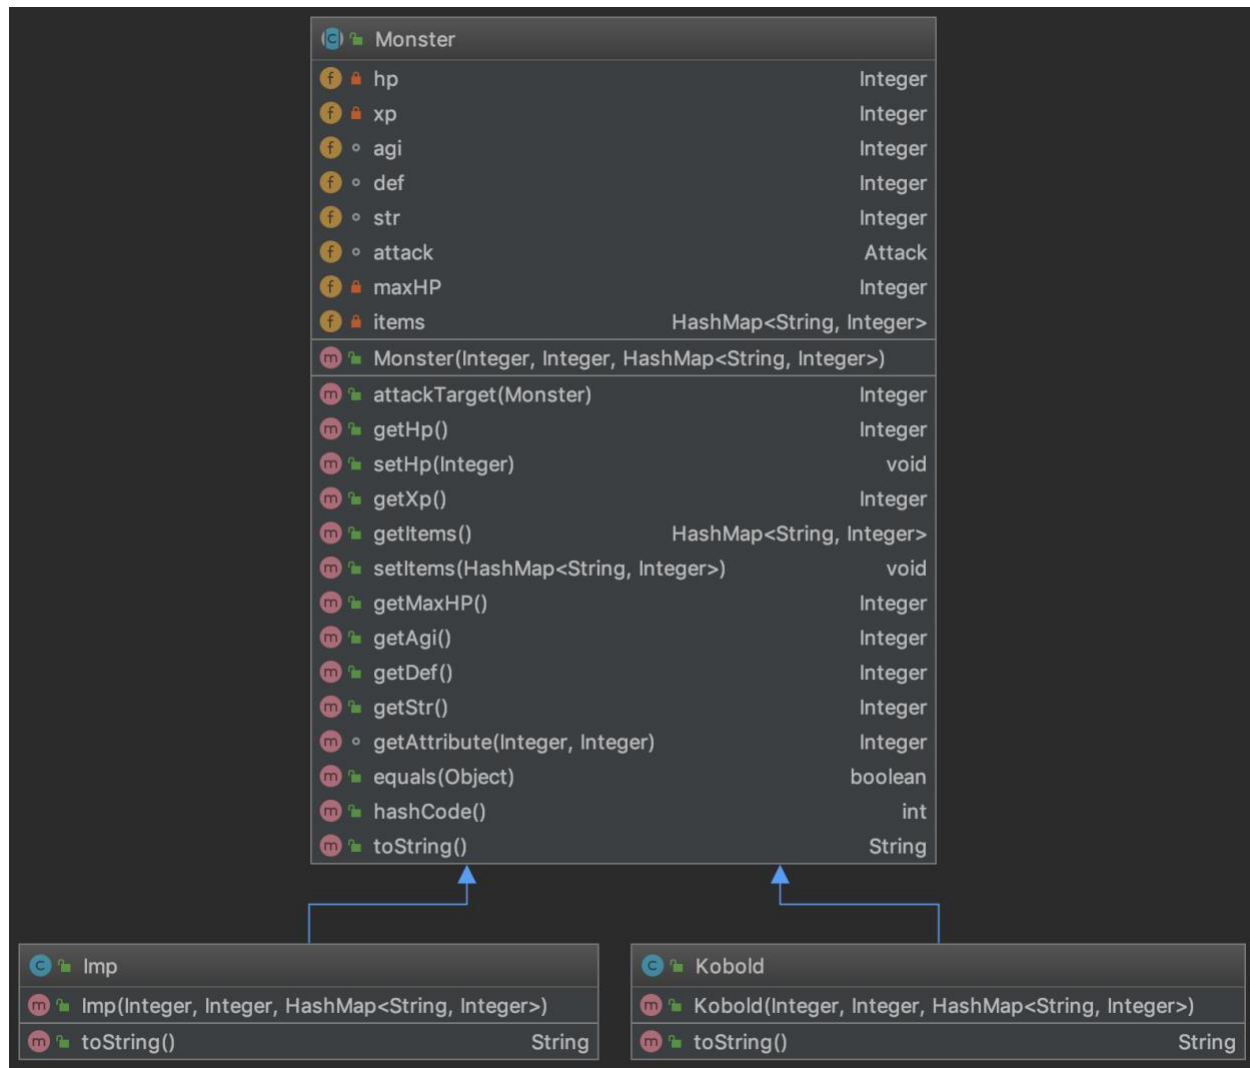 Monster
hp Integer
xp Integer
agi Integer
def Integer
str Integer
attack Attack
maxHP Integer
items HashMap<String, Integer>
Monster(Integer, Integer, HashMap<String, Integer>)
attackTarget(Monster) Integer
getHp() Integer
setHp(Integer) void
getXp() Integer
getItems() HashMap<String, Integer>
setItems(HashMap<String, Integer>) void
getMaxHP() Integer
getAgi() Integer
getDef() Integer
getStr() Integer
getAttribute(Integer, Integer) Integer
equals(Object) boolean
hashCode() int
toString() String
Imp
Imp(Integer, Integer, HashMap<String, Integer>)
toString() String
Kobold
Kobold(Integer, Integer, HashMap<String, Integer>)
toString() String